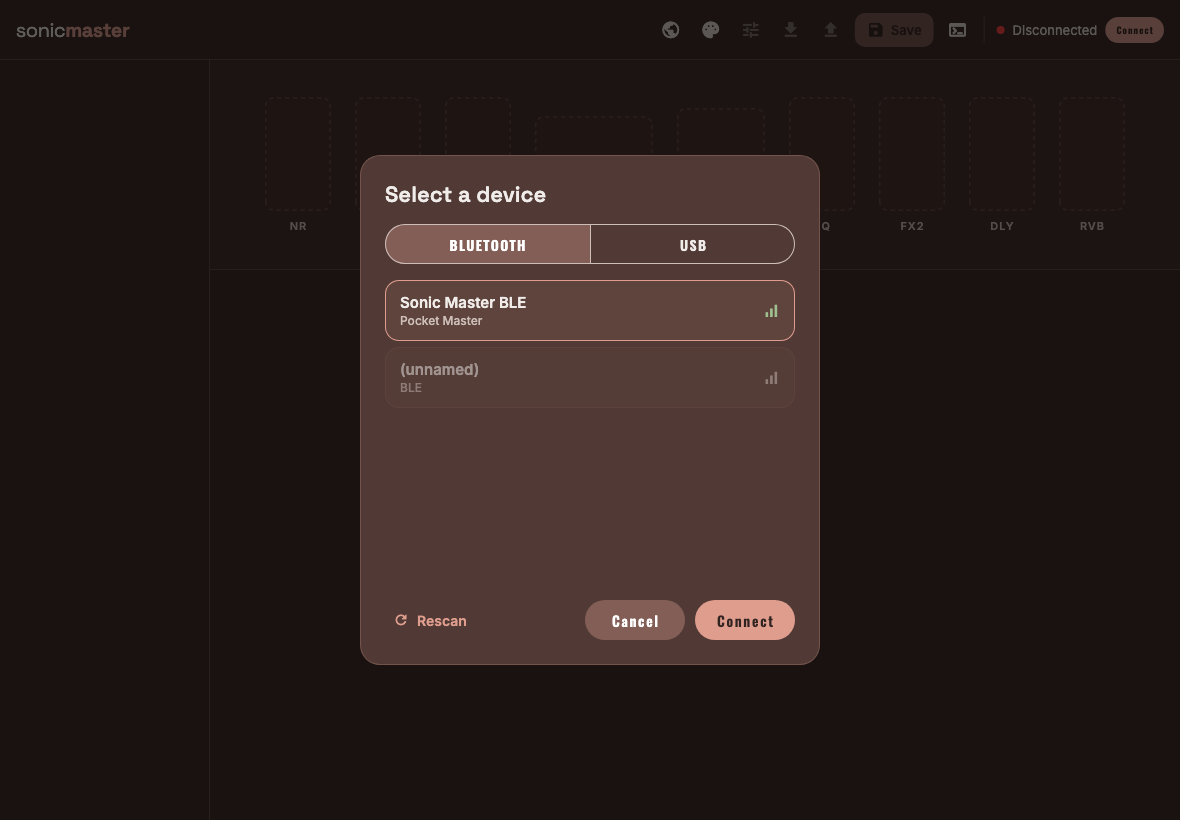 sonicmaster
Save
Disconnected
Connect
NR
Q
FX2
DLY
RVB
Select a device
BLUETOOTH
USB
Sonic Master BLE
Pocket Master
(unnamed)
BLE
Rescan
Cancel
Connect